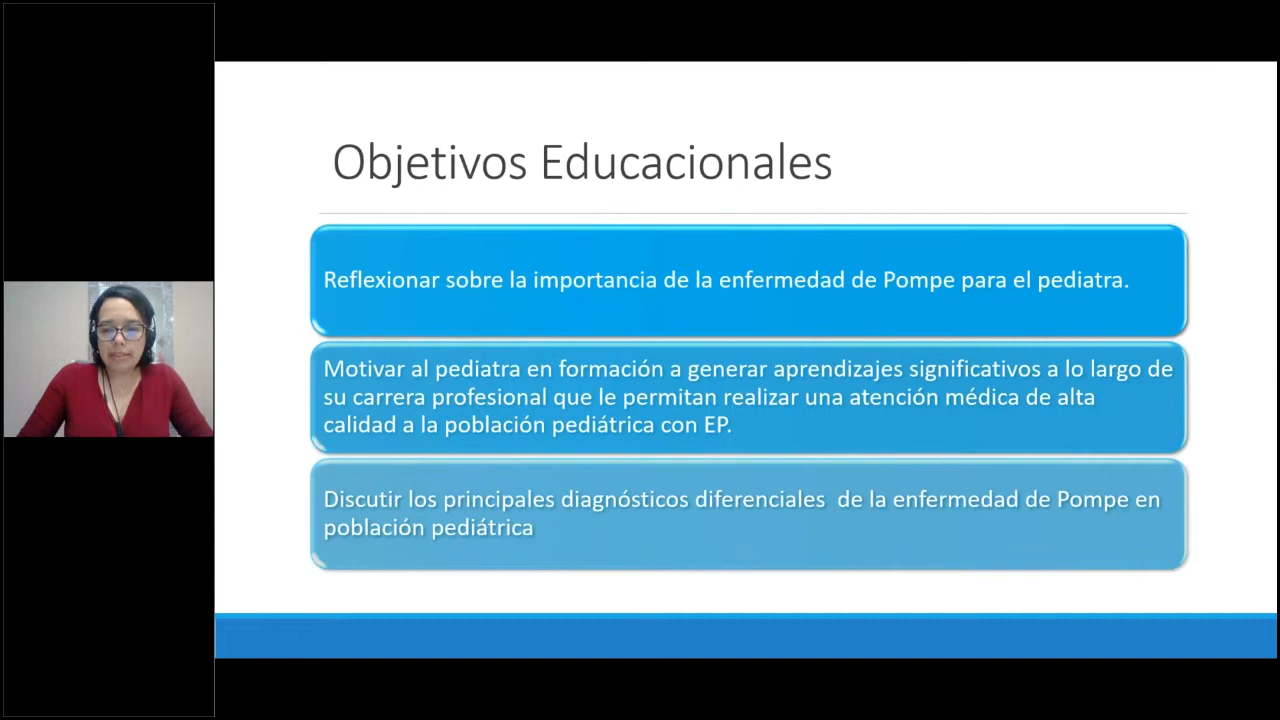 Objetivos Educacionales
Reflexionar sobre la importancia de la enfermedad de Pompe para el pediatra.
Motivar al pediatra en formación a generar aprendizajes significativos a lo largo de
su carrera profesional que le permitan realizar una atención médica de alta
calidad a la población pediátrica con EP.
Discutir los principales diagnósticos diferenciales  de la enfermedad de Pompe en
población pediátrica